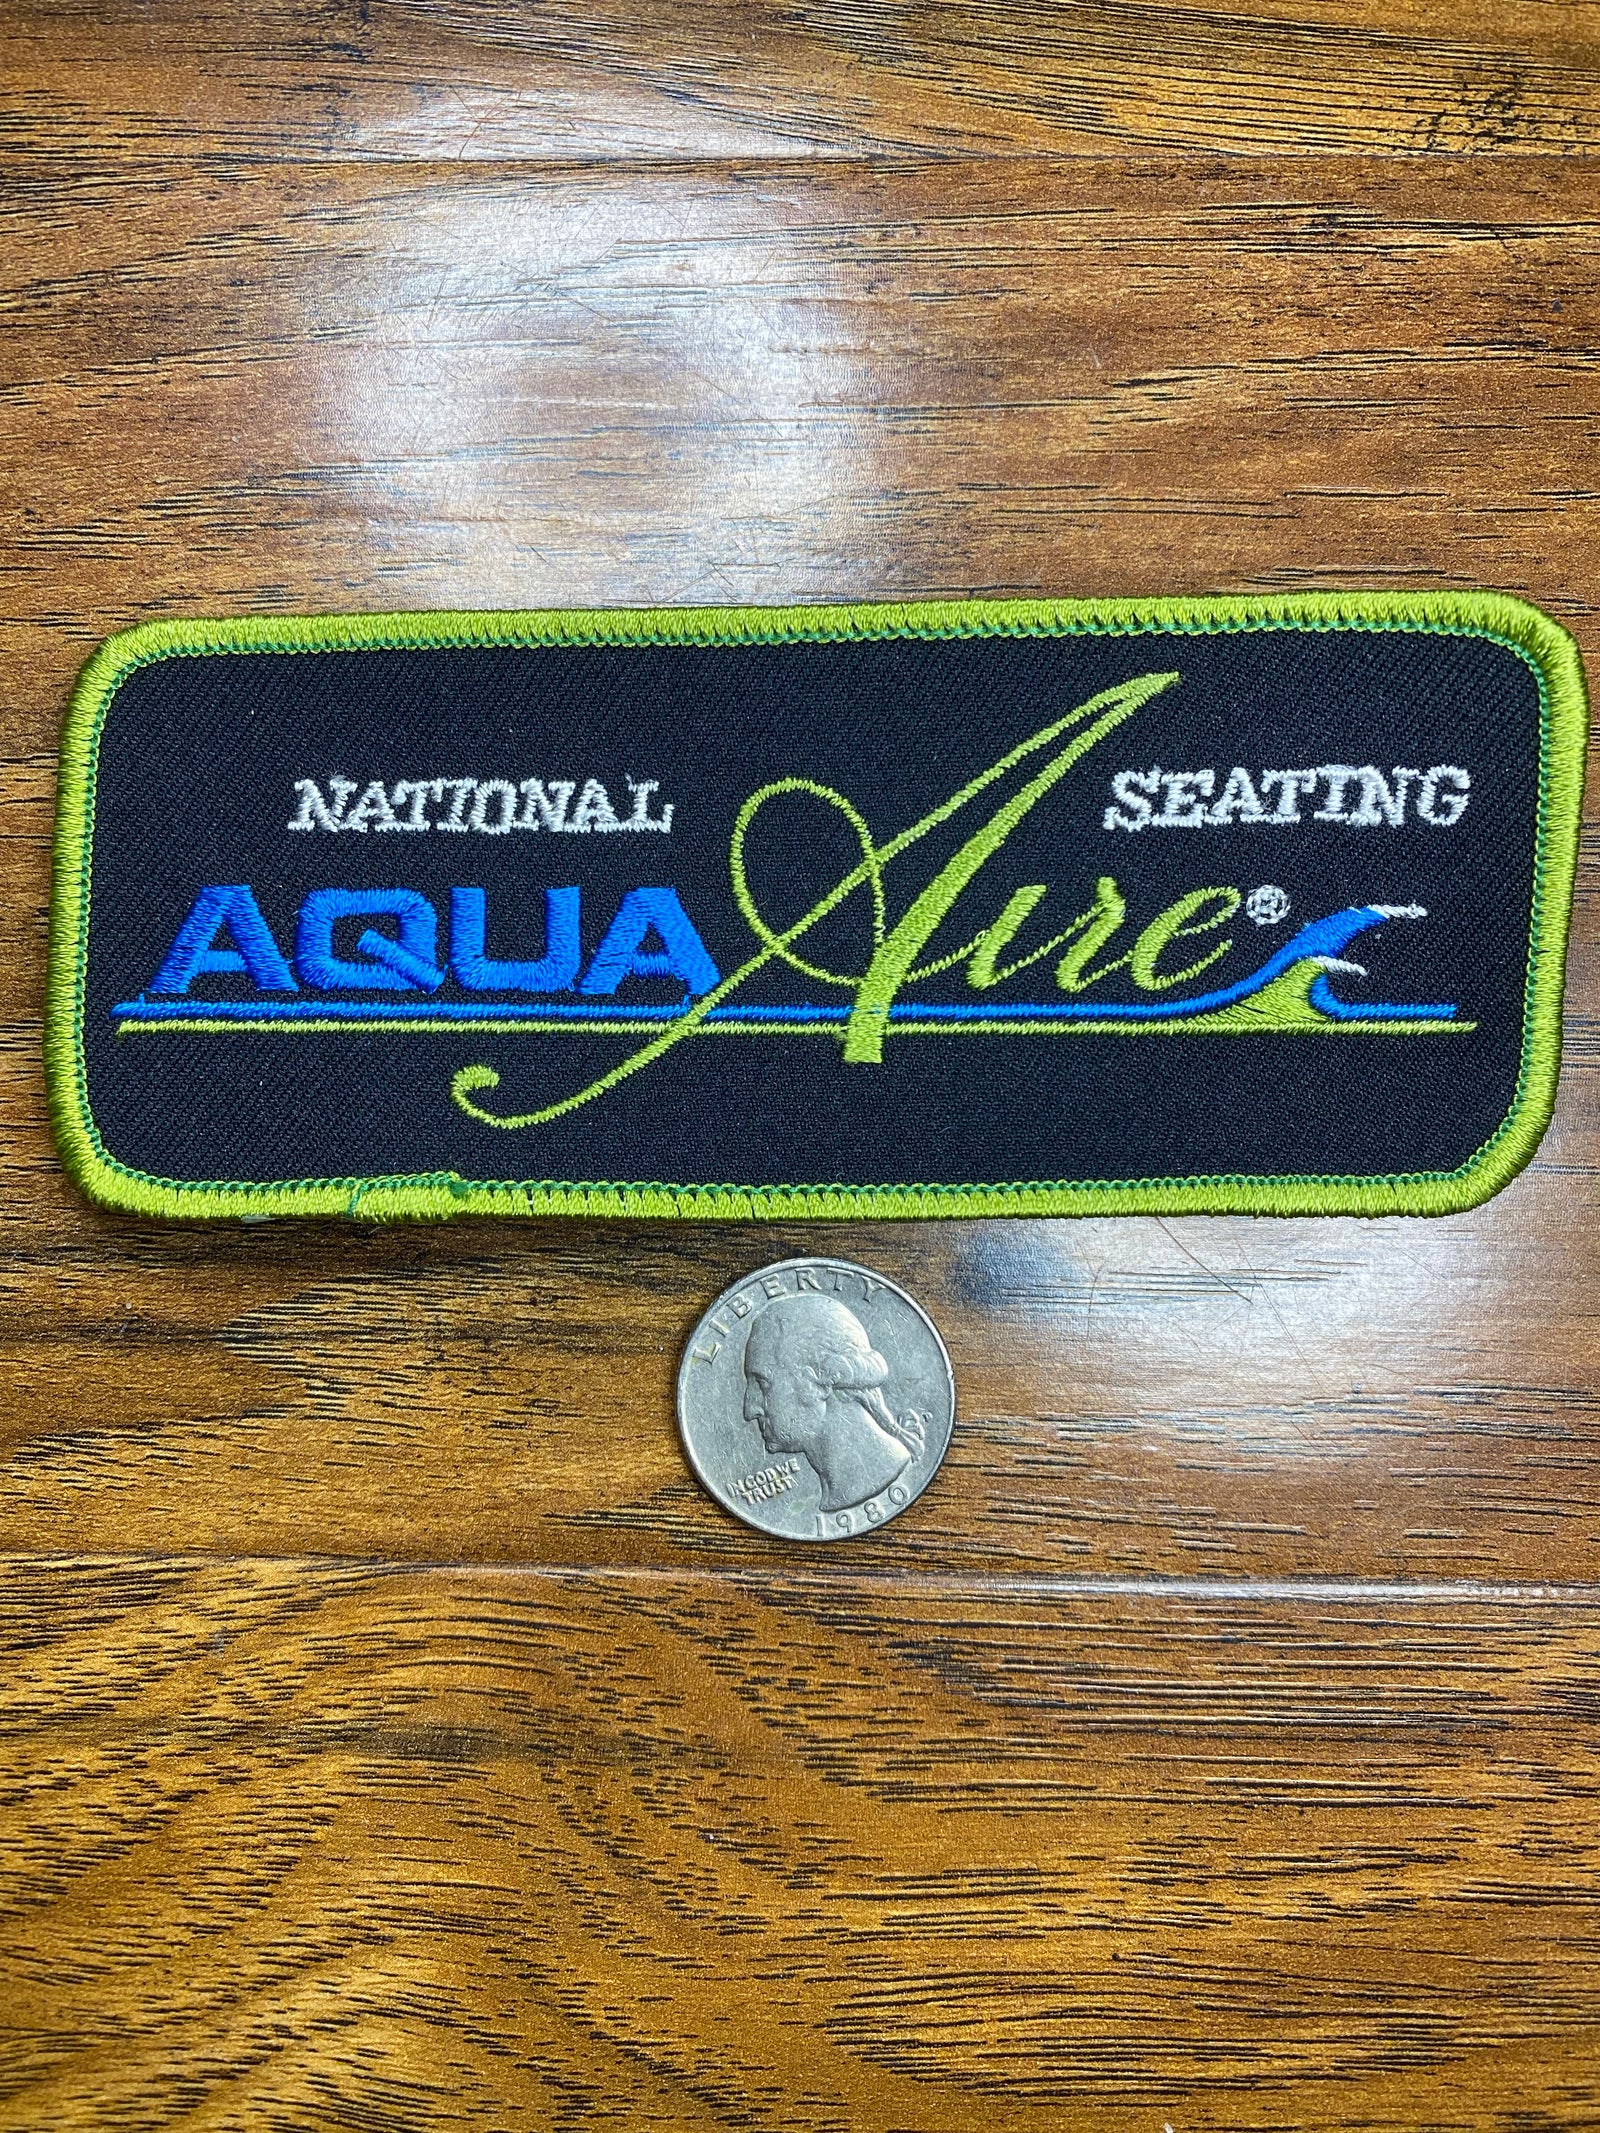 NATIONAL SEATING
AQUA Aire®
LIBERTY
IN GOD WE
TRUST
1980